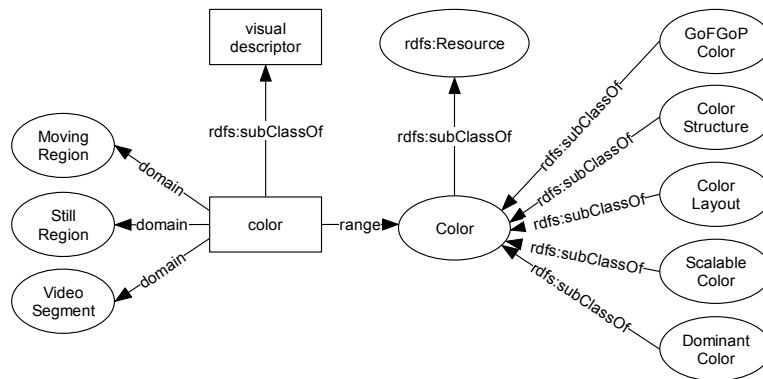 visual
descriptor
rdfs:Resource
GoFGoP
Color
rdfs:subClassOf
rdfs:subClassOf
rdfs:subClassOf
Color
Structure
rdfs:subClassOf
Moving
Region
domain
Still
Region
domain
color
range
Color
rdfs:subClassOf
Color
Layout
Video
Segment
domain
rdfs:subClassOf
Scalable
Color
rdfs:subClassOf
Dominant
Color